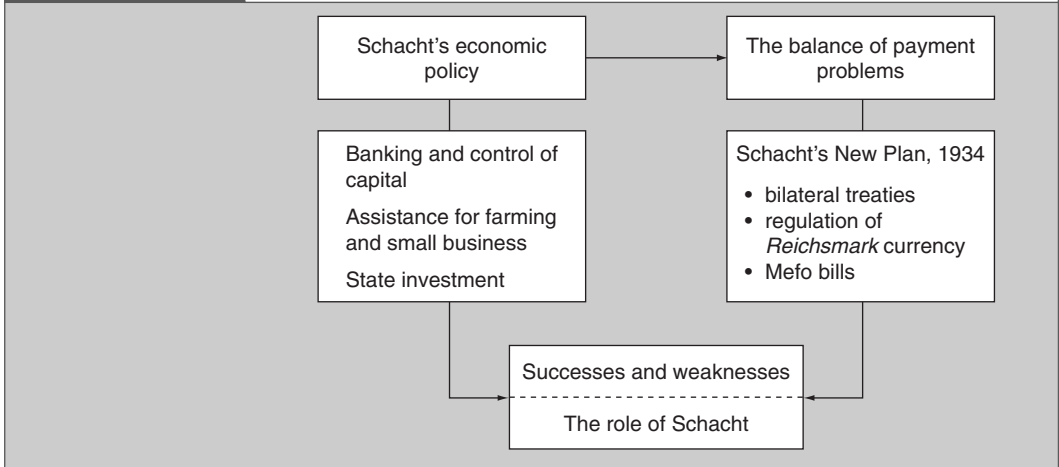 Schacht's economic
policy
The balance of payment
problems
Banking and control of
capital
Assistance for farming
and small business
State investment
Schacht's New Plan, 1934
• bilateral treaties
• regulation of
Reichsmark currency
• Mefo bills
Successes and weaknesses
The role of Schacht